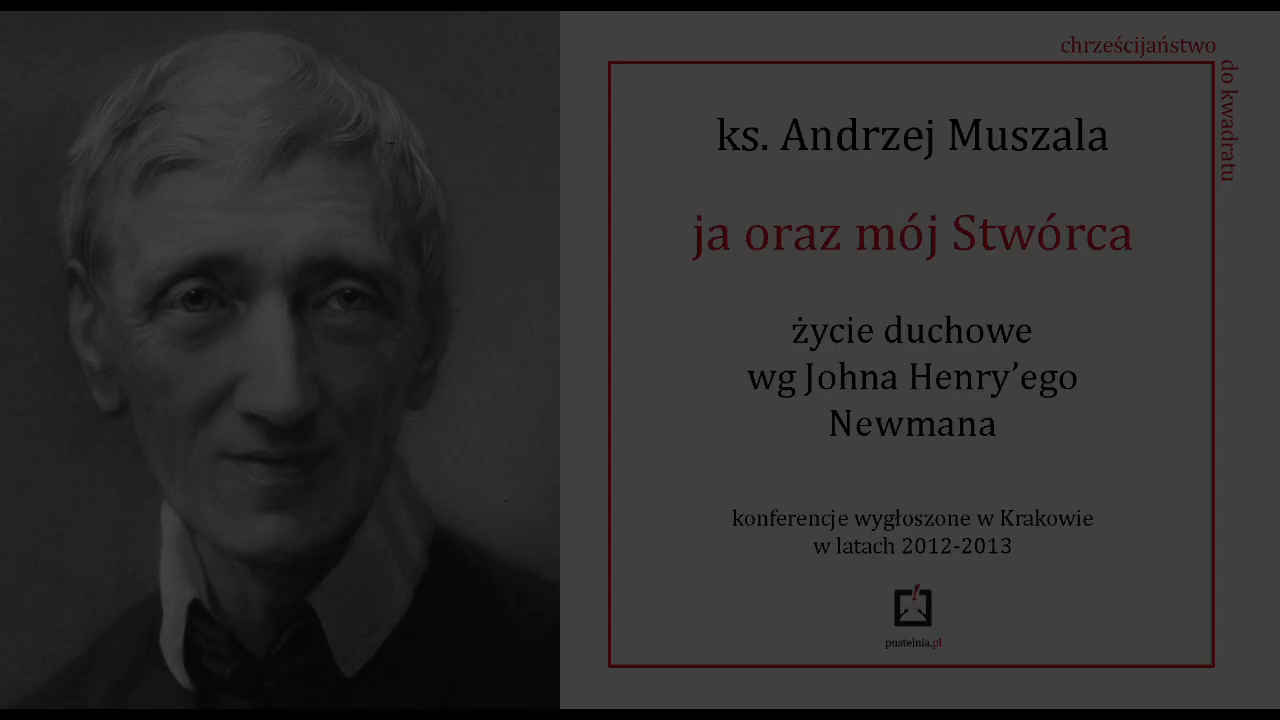 chrześcijaństwo
do kwadratu
ks. Andrzej Muszala
ja oraz mój Stwórca
życie duchowe
wg Johna Henry’ego
Newmana
konferencje wygłoszone w Krakowie
w latach 2012-2013
pustelnia.pl